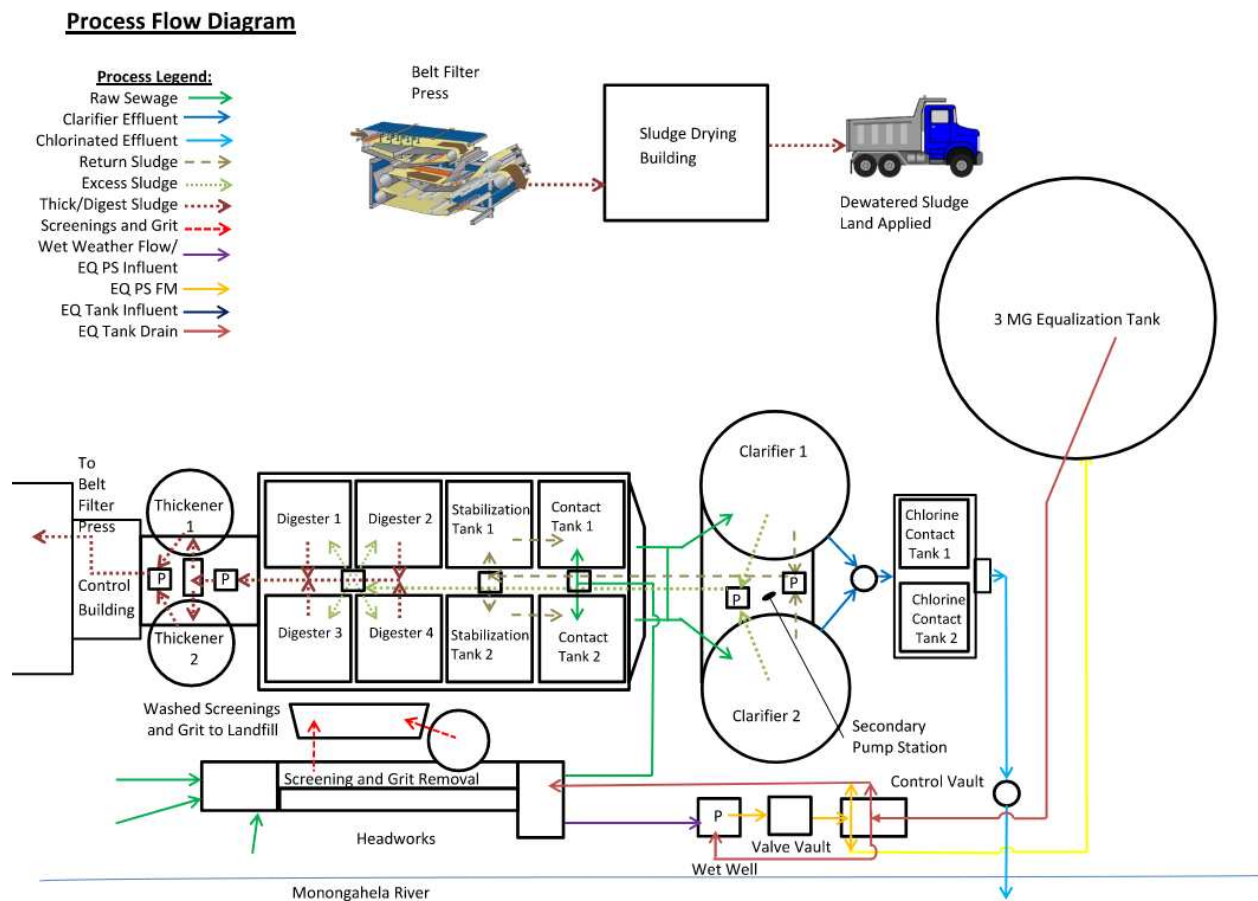 Process Flow Diagram
Process Legend:
Raw Sewage
Clarifier Effluent
Chlorinated Effluent
Return Sludge
Excess Sludge
Thick/Digest Sludge
Screenings and Grit
Wet Weather Flow/
EQ PS Influent
EQ PS FM
EQ Tank Influent
EQ Tank Drain
Belt Filter
Press
Sludge Drying
Building
Dewatered Sludge
Land Applied
3 MG Equalization Tank
To
Belt
Filter
Press
Control
Building
Thickener
1
P
P
Thickener
2
Digester 1
Digester 2
Stabilization
Tank 1
Contact
Tank 1
Digester 3
Digester 4
Stabilization
Tank 2
Contact
Tank 2
Clarifier 1
P
P
Clarifier 2
Chlorine
Contact
Tank 1
Chlorine
Contact
Tank 2
Secondary
Pump Station
Washed Screenings
and Grit to Landfill
Screening and Grit Removal
Headworks
P
Wet Well
Valve Vault
Control Vault
Monongahela River